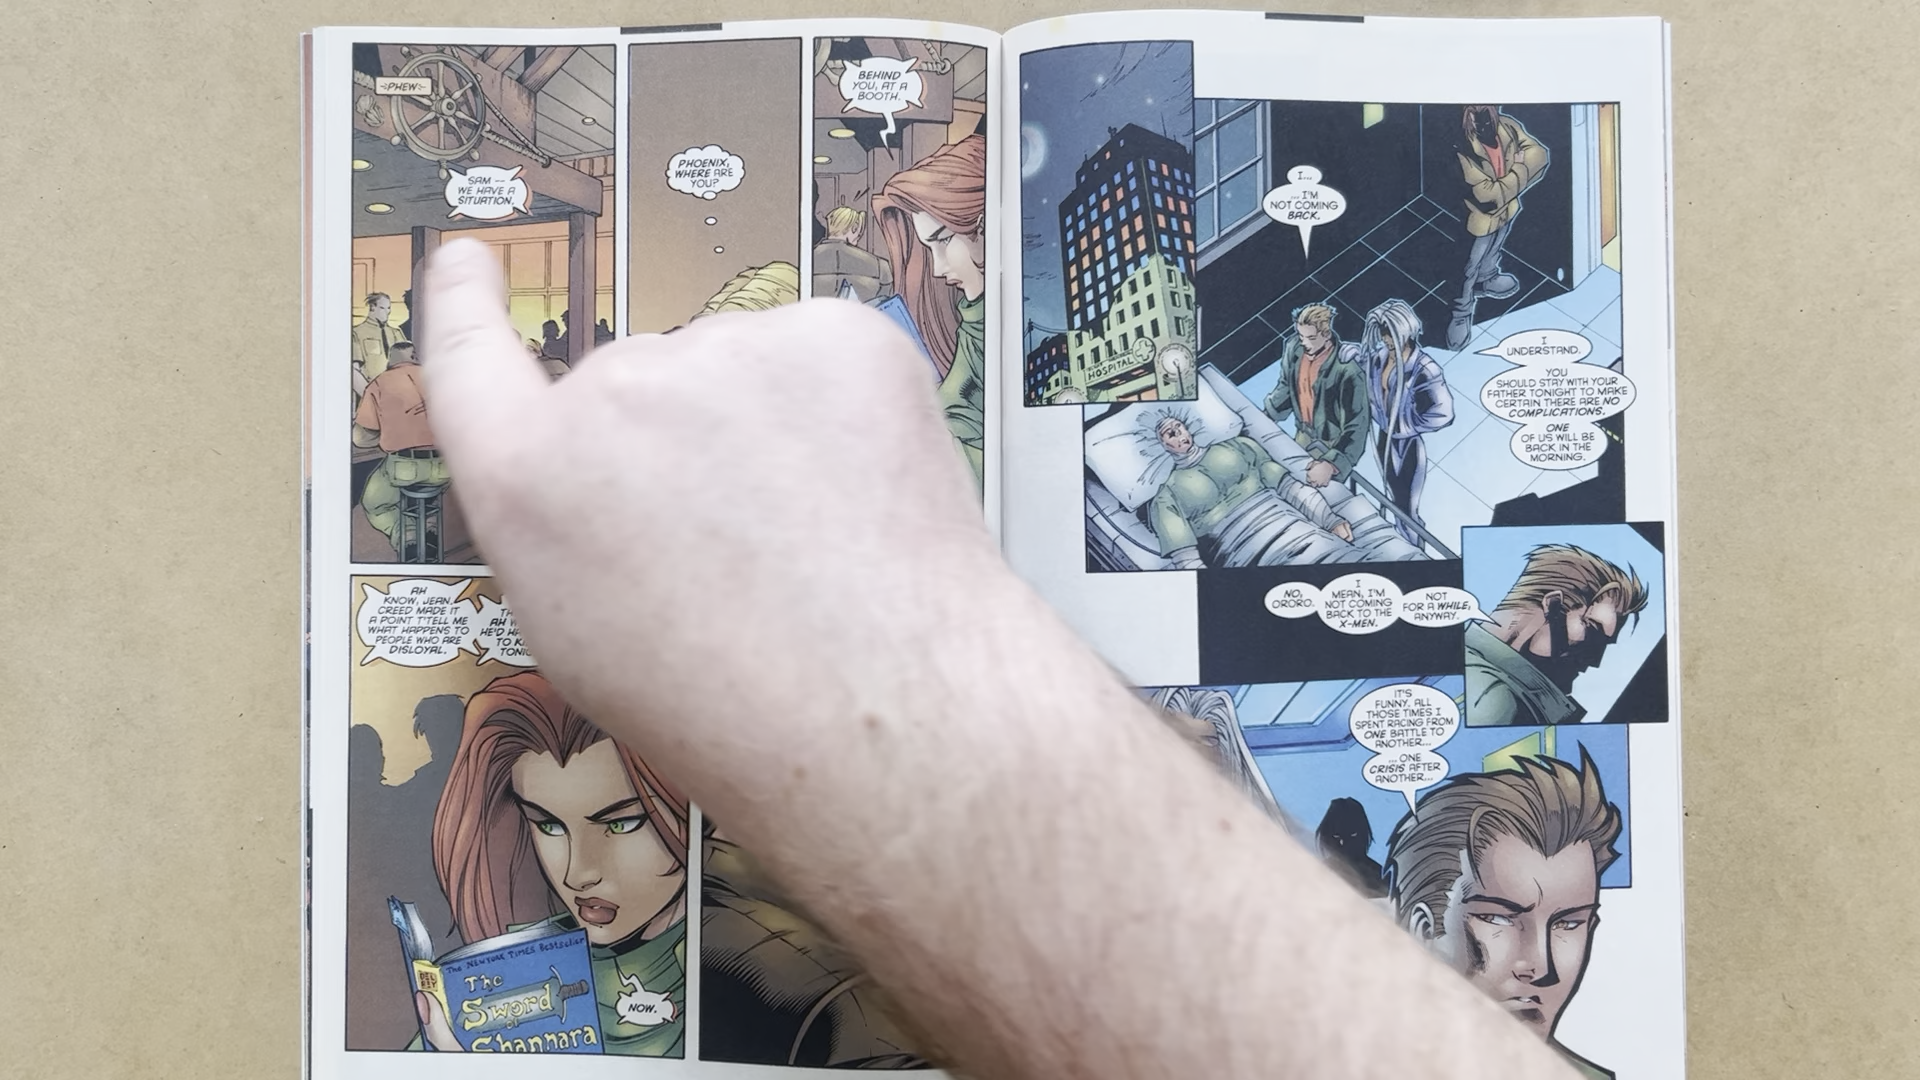 -PHEW-
SAM --
WE HAVE A
SITUATION.
PHOENIX,
WHERE ARE
YOU?
BEHIND
YOU, AT A
BOOTH.
AH
KNOW, JEAN.
CREED MADE IT
A POINT T'TELL ME
WHAT HAPPENS TO
PEOPLE WHO ARE
DISLOYAL.
AH
HE'D
TO
THE NEW YORK TIMES Bestseller
DEL
REY
The
Sword
of
Shannara
NOW.
HOSPITAL
I...
... I'M
NOT COMING
BACK.
I
UNDERSTAND.
YOU
SHOULD STAY WITH YOUR
FATHER TONIGHT TO MAKE
CERTAIN THERE ARE NO
COMPLICATIONS.
ONE
OF US WILL BE
BACK IN THE
MORNING.
NO,
ORORO.
I
MEAN, I'M
NOT COMING
BACK TO THE
X-MEN.
NOT
FOR A WHILE,
ANYWAY.
IT'S
FUNNY. ALL
THOSE TIMES I
SPENT RACING FROM
ONE BATTLE TO
ANOTHER...
... ONE
CRISIS AFTER
ANOTHER...